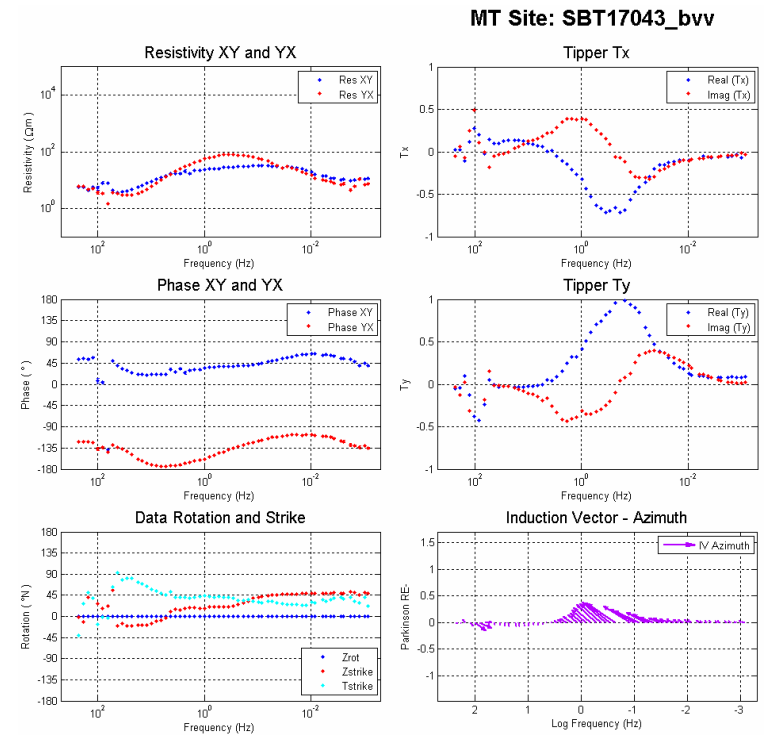 MT Site: SBT17043_bvv
Resistivity XY and YX
Res XY
Res YX
10^4
10^2
10^0
Resistivity (Ωm)
10^2 10^0 10^-2
Frequency (Hz)
Tipper Tx
Real (Tx)
Imag (Tx)
1
0.5
0
-0.5
-1
Tx
10^2 10^0 10^-2
Frequency (Hz)
Phase XY and YX
Phase XY
Phase YX
180
135
90
45
0
-45
-90
-135
-180
Phase (°)
10^2 10^0 10^-2
Frequency (Hz)
Tipper Ty
Real (Ty)
Imag (Ty)
1
0.5
0
-0.5
-1
Ty
10^2 10^0 10^-2
Frequency (Hz)
Data Rotation and Strike
180
135
90
45
0
-45
-90
-135
-180
Rotation (°N)
Zrot
Zstrike
Tstrike
10^2 10^0 10^-2
Frequency (Hz)
Induction Vector - Azimuth
IV Azimuth
1.5
1
0.5
0
-0.5
-1
Parkinson RE-
2 1 0 -1 -2 -3
Log Frequency (Hz)